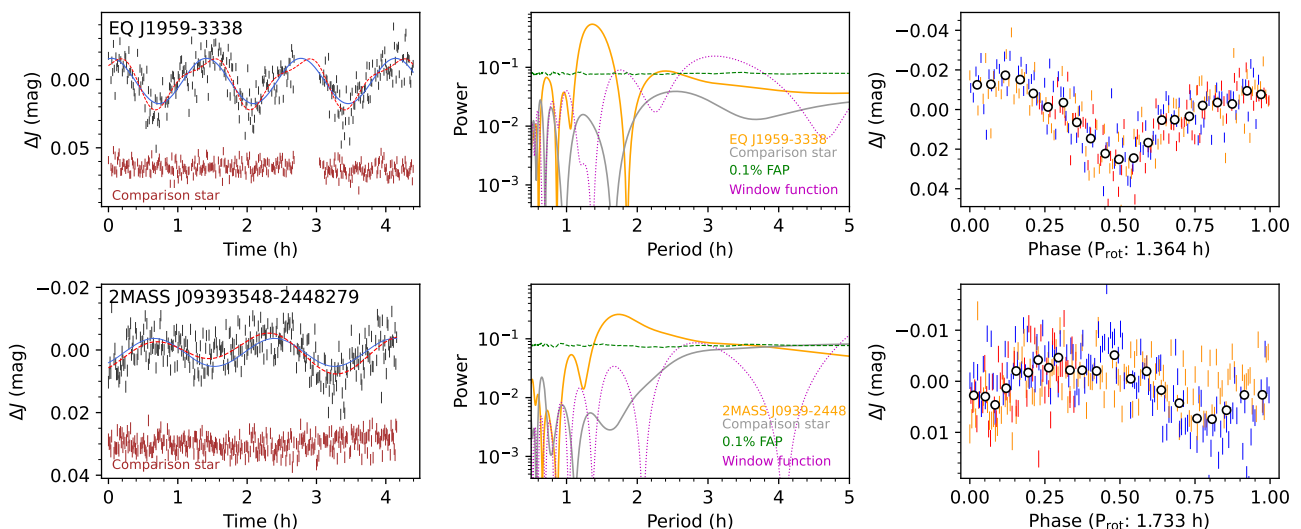 EQ J1959-3338
0.00
0.05
ΔJ (mag)
Comparison star
0 1 2 3 4
Time (h)
10⁻¹
10⁻²
10⁻³
Power
EQ J1959-3338
Comparison star
0.1% FAP
Window function
1 2 3 4 5
Period (h)
−0.04
−0.02
0.00
0.02
0.04
ΔJ (mag)
0.00 0.25 0.50 0.75 1.00
Phase (Prot: 1.364 h)
2MASS J09393548-2448279
−0.02
0.00
0.02
0.04
ΔJ (mag)
Comparison star
0 1 2 3 4
Time (h)
10⁻¹
10⁻²
10⁻³
Power
2MASS J0939-2448
Comparison star
0.1% FAP
Window function
1 2 3 4 5
Period (h)
−0.01
0.00
0.01
ΔJ (mag)
0.00 0.25 0.50 0.75 1.00
Phase (Prot: 1.733 h)